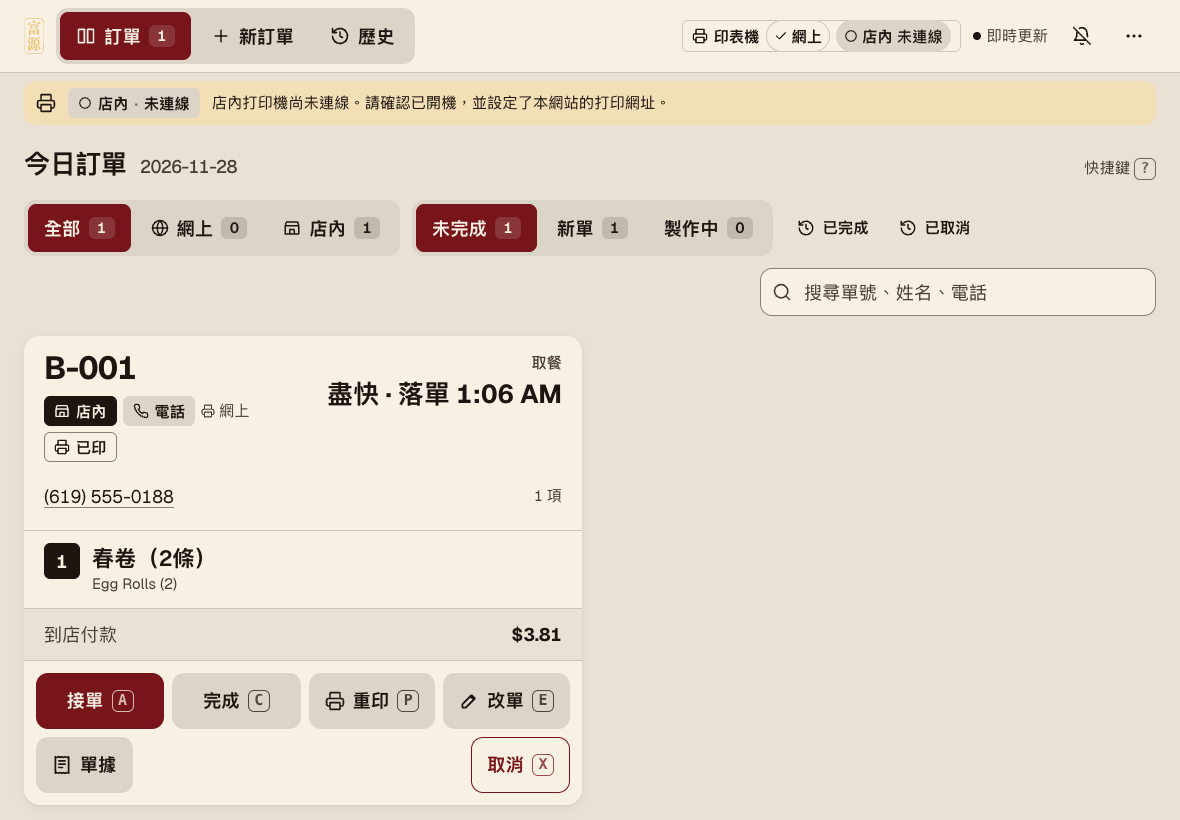 富源
訂單 1 新訂單 歷史 印表機 網上 店內 未連線 即時更新
店內 · 未連線 店內打印機尚未連線。請確認已開機，並設定了本網站的打印網址。
今日訂單 2026-11-28 快捷鍵 ?
全部 1 網上 0 店內 1 未完成 1 新單 1 製作中 0 已完成 已取消
搜尋單號、姓名、電話
B-001 取餐
盡快 · 落單 1:06 AM
店內 電話 網上
已印
(619) 555-0188 1 項
1 春卷（2條）
Egg Rolls (2)
到店付款 $3.81
接單 A 完成 C 重印 P 改單 E
單據 取消 X